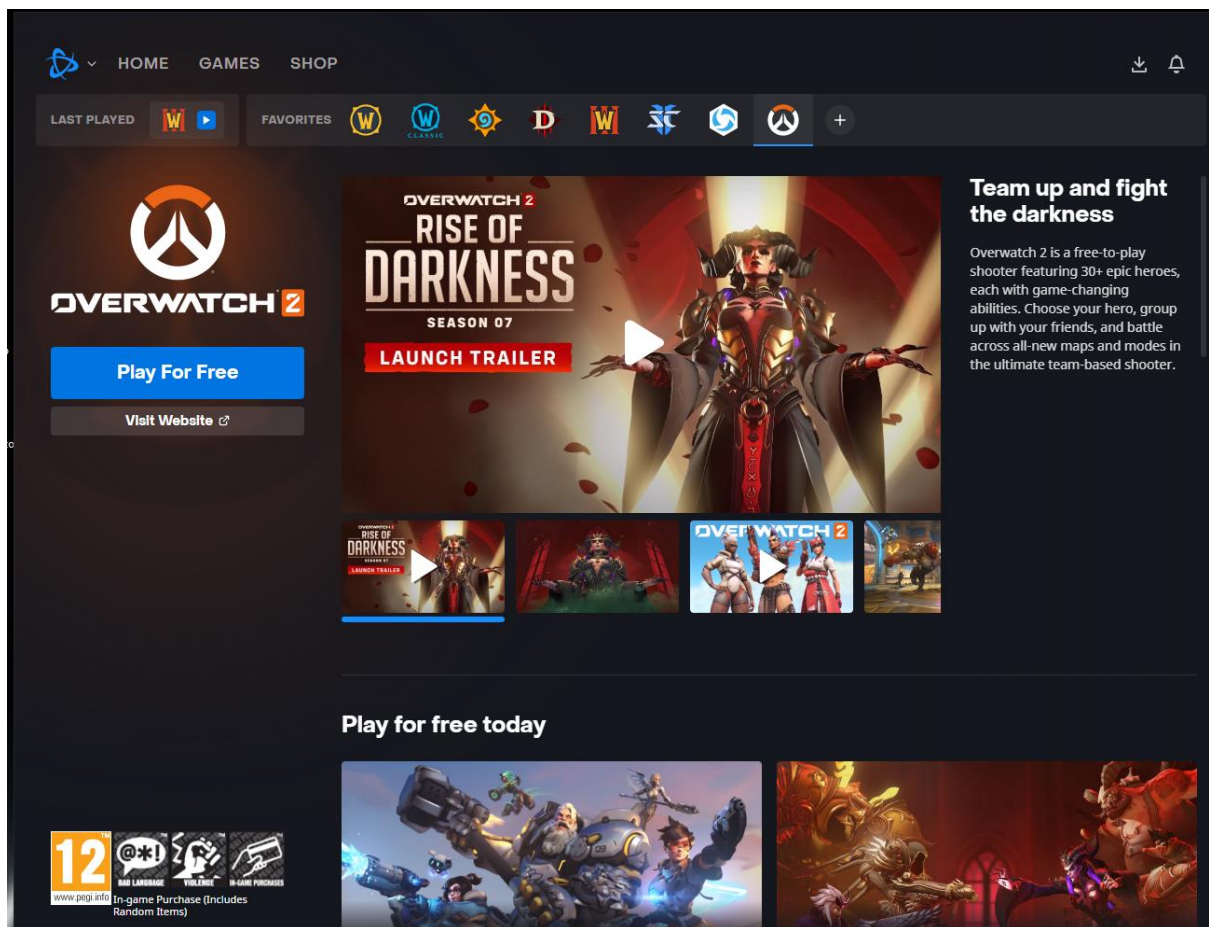 HOME GAMES SHOP
LAST PLAYED
FAVORITES
CLASSIC
OVERWATCH 2
Play For Free
Visit Website
OVERWATCH 2
RISE OF
DARKNESS
SEASON 07
LAUNCH TRAILER
Team up and fight
the darkness
Overwatch 2 is a free-to-play
shooter featuring 30+ epic heroes,
each with game-changing
abilities. Choose your hero, group
up with your friends, and battle
across all-new maps and modes in
the ultimate team-based shooter.
OVERWATCH 2
RISE OF
DARKNESS
SEASON 07
LAUNCH TRAILER
OVERWATCH 2
Play for free today
12
www.pegi.info
@*!
BAD LANGUAGE
VIOLENCE
IN-GAME PURCHASES
In-game Purchase (Includes
Random Items)